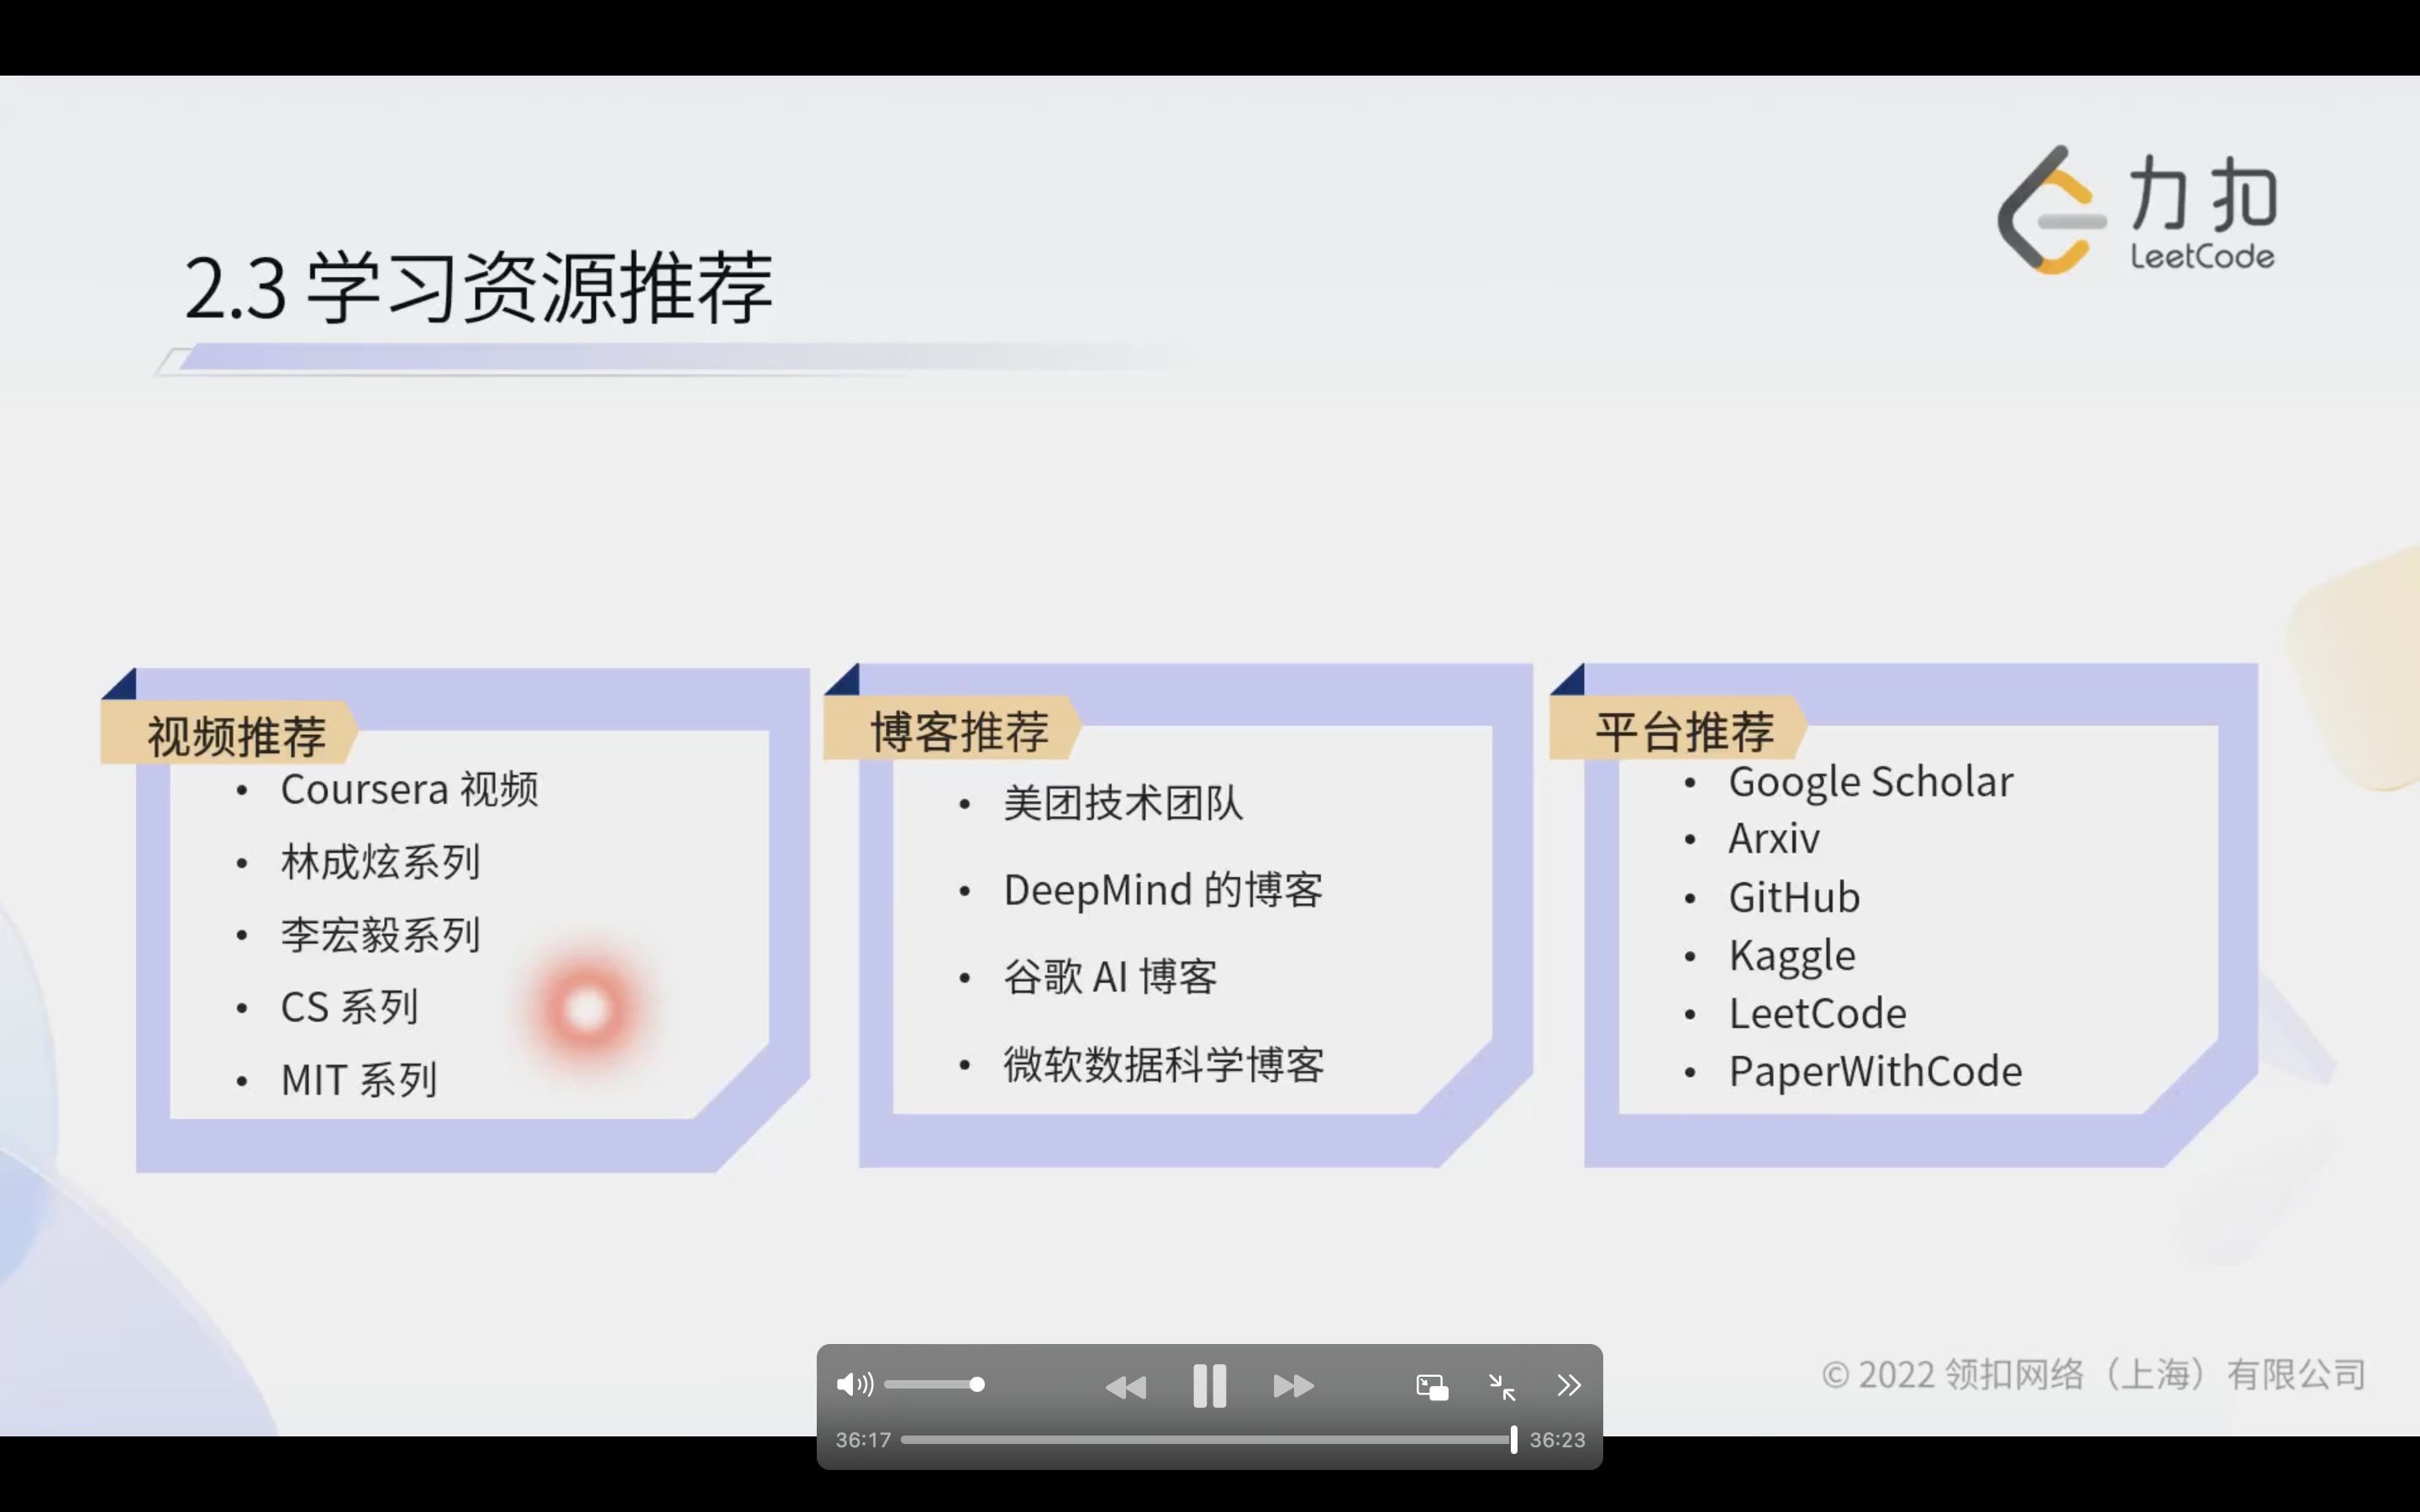 力扣
LeetCode
2.3 学习资源推荐
视频推荐
• Coursera 视频
• 林成炫系列
• 李宏毅系列
• CS 系列
• MIT 系列
博客推荐
• 美团技术团队
• DeepMind 的博客
• 谷歌 AI 博客
• 微软数据科学博客
平台推荐
• Google Scholar
• Arxiv
• GitHub
• Kaggle
• LeetCode
• PaperWithCode
© 2022 领扣网络（上海）有限公司
36:17
36:23